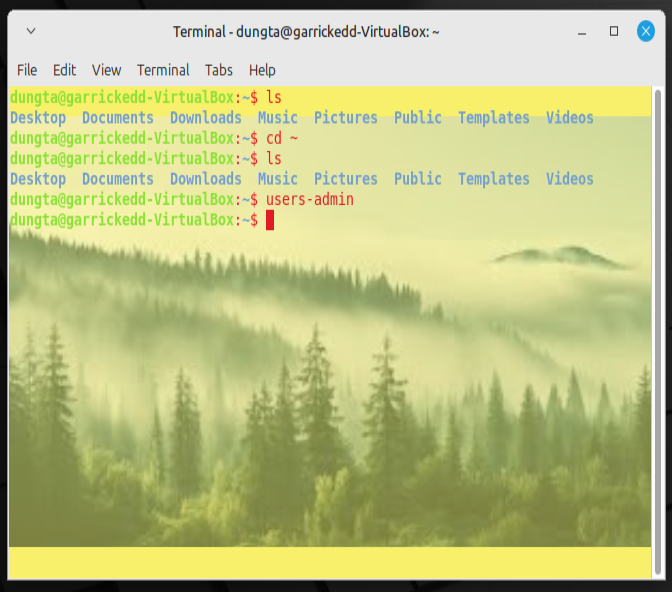 Terminal - dungta@garrickedd-VirtualBox: ~
File Edit View Terminal Tabs Help
dungta@garrickedd-VirtualBox:~$ ls
Desktop Documents Downloads Music Pictures Public Templates Videos
dungta@garrickedd-VirtualBox:~$ cd ~
dungta@garrickedd-VirtualBox:~$ ls
Desktop Documents Downloads Music Pictures Public Templates Videos
dungta@garrickedd-VirtualBox:~$ users-admin
dungta@garrickedd-VirtualBox:~$